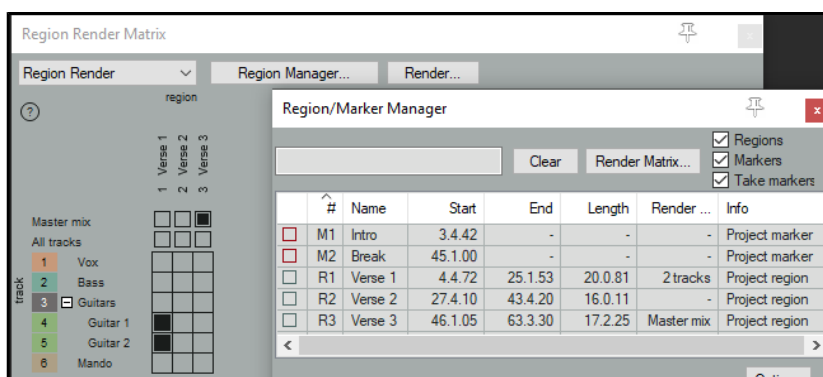 Region Render Matrix
Region Render
Region Manager...
Render...
region
?
1 Verse 1
2 Verse 2
3 Verse 3
Master mix
All tracks
track
1 Vox
2 Bass
3 Guitars
4 Guitar 1
5 Guitar 2
6 Mando
Region/Marker Manager
x
Clear
Render Matrix...
Regions
Markers
Take markers
# Name Start End Length Render ... Info
M1 Intro 3.4.42 - - - Project marker
M2 Break 45.1.00 - - - Project marker
R1 Verse 1 4.4.72 25.1.53 20.0.81 2 tracks Project region
R2 Verse 2 27.4.10 43.4.20 16.0.11 - Project region
R3 Verse 3 46.1.05 63.3.30 17.2.25 Master mix Project region